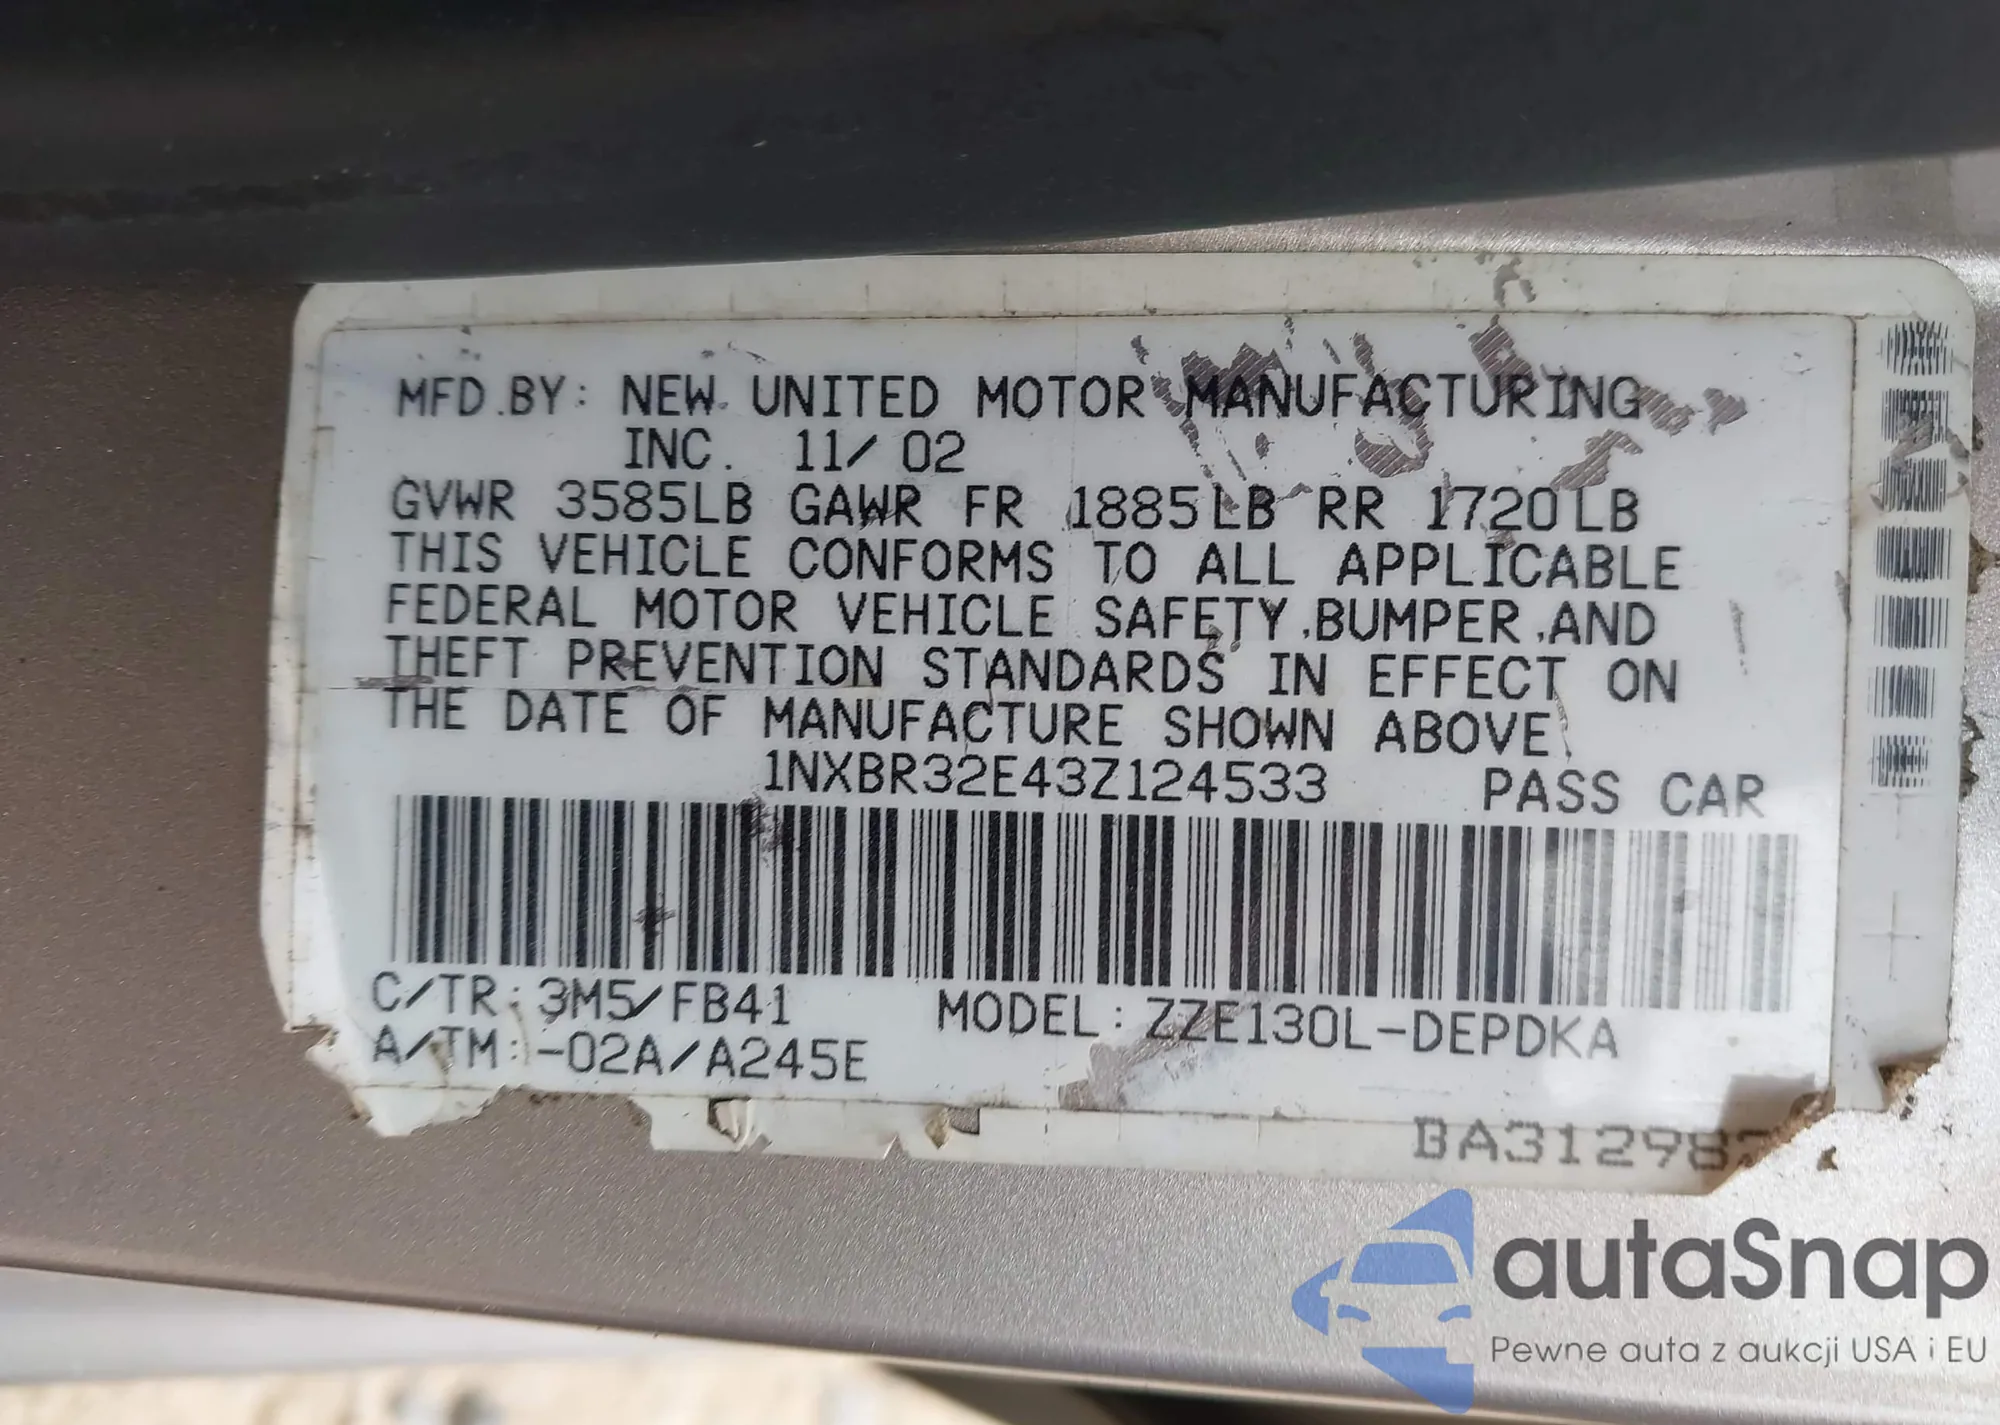 MFD.BY: NEW UNITED MOTOR MANUFACTURING
INC. 11/02
GVWR 3585LB GAWR FR 1885LB RR 1720LB
THIS VEHICLE CONFORMS TO ALL APPLICABLE
FEDERAL MOTOR VEHICLE SAFETY,BUMPER,AND
THEFT PREVENTION STANDARDS IN EFFECT ON
THE DATE OF MANUFACTURE SHOWN ABOVE.
1NXBR32E43Z124533 PASS CAR
C/TR: 3M5/FB41 MODEL: ZZE130L-DEPDKA
A/TM: -02A/A245E
autaSnap
Pewne auta z aukcji USA i EU